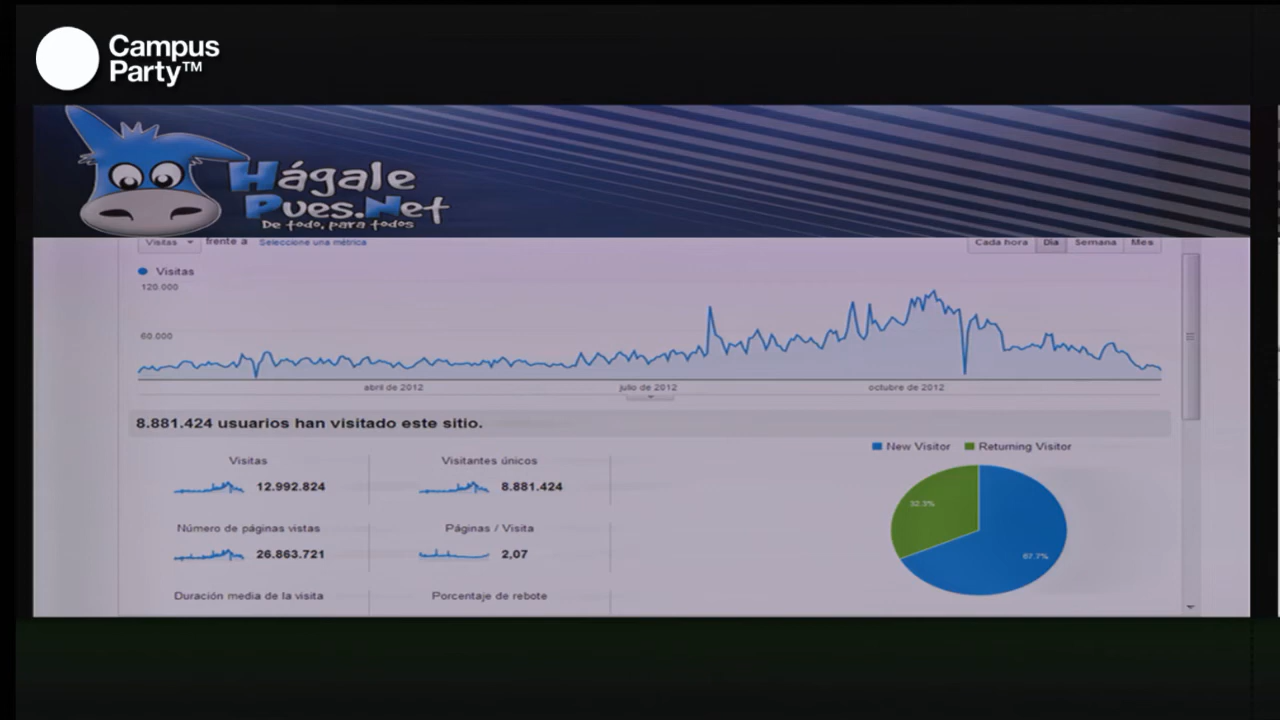 Campus
Party™
Hágale
Pues.Net
De todo, para todos
Visitas frente a Seleccione una métrica
Cada hora Día Semana Mes
Visitas
120.000
60.000
abril de 2012 julio de 2012 octubre de 2012
8.881.424 usuarios han visitado este sitio.
New Visitor Returning Visitor
Visitas Visitantes únicos
12.992.824 8.881.424
32.3%
67.7%
Número de páginas vistas Páginas / Visita
26.863.721 2,07
Duración media de la visita Porcentaje de rebote